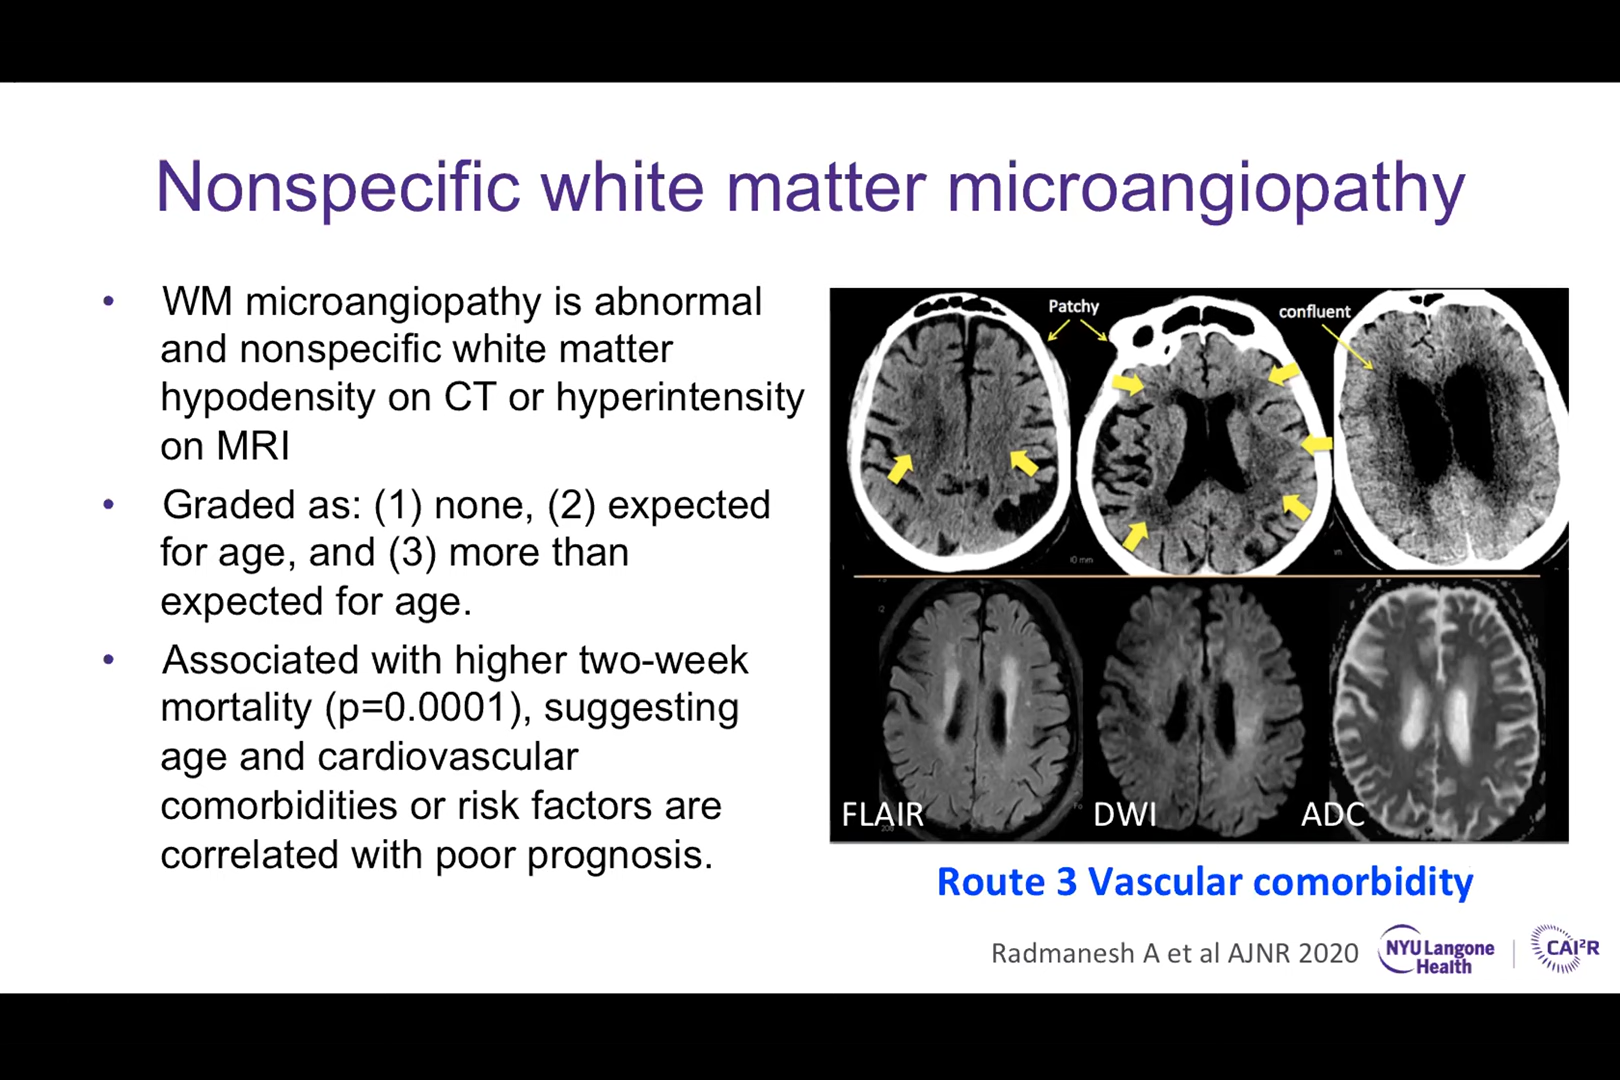 Nonspecific white matter microangiopathy
• WM microangiopathy is abnormal
and nonspecific white matter
hypodensity on CT or hyperintensity
on MRI
• Graded as: (1) none, (2) expected
for age, and (3) more than
expected for age.
• Associated with higher two-week
mortality (p=0.0001), suggesting
age and cardiovascular
comorbidities or risk factors are
correlated with poor prognosis.
Patchy
confluent
FLAIR
DWI
ADC
Route 3 Vascular comorbidity
Radmanesh A et al AJNR 2020
NYU Langone
Health
CAI²R